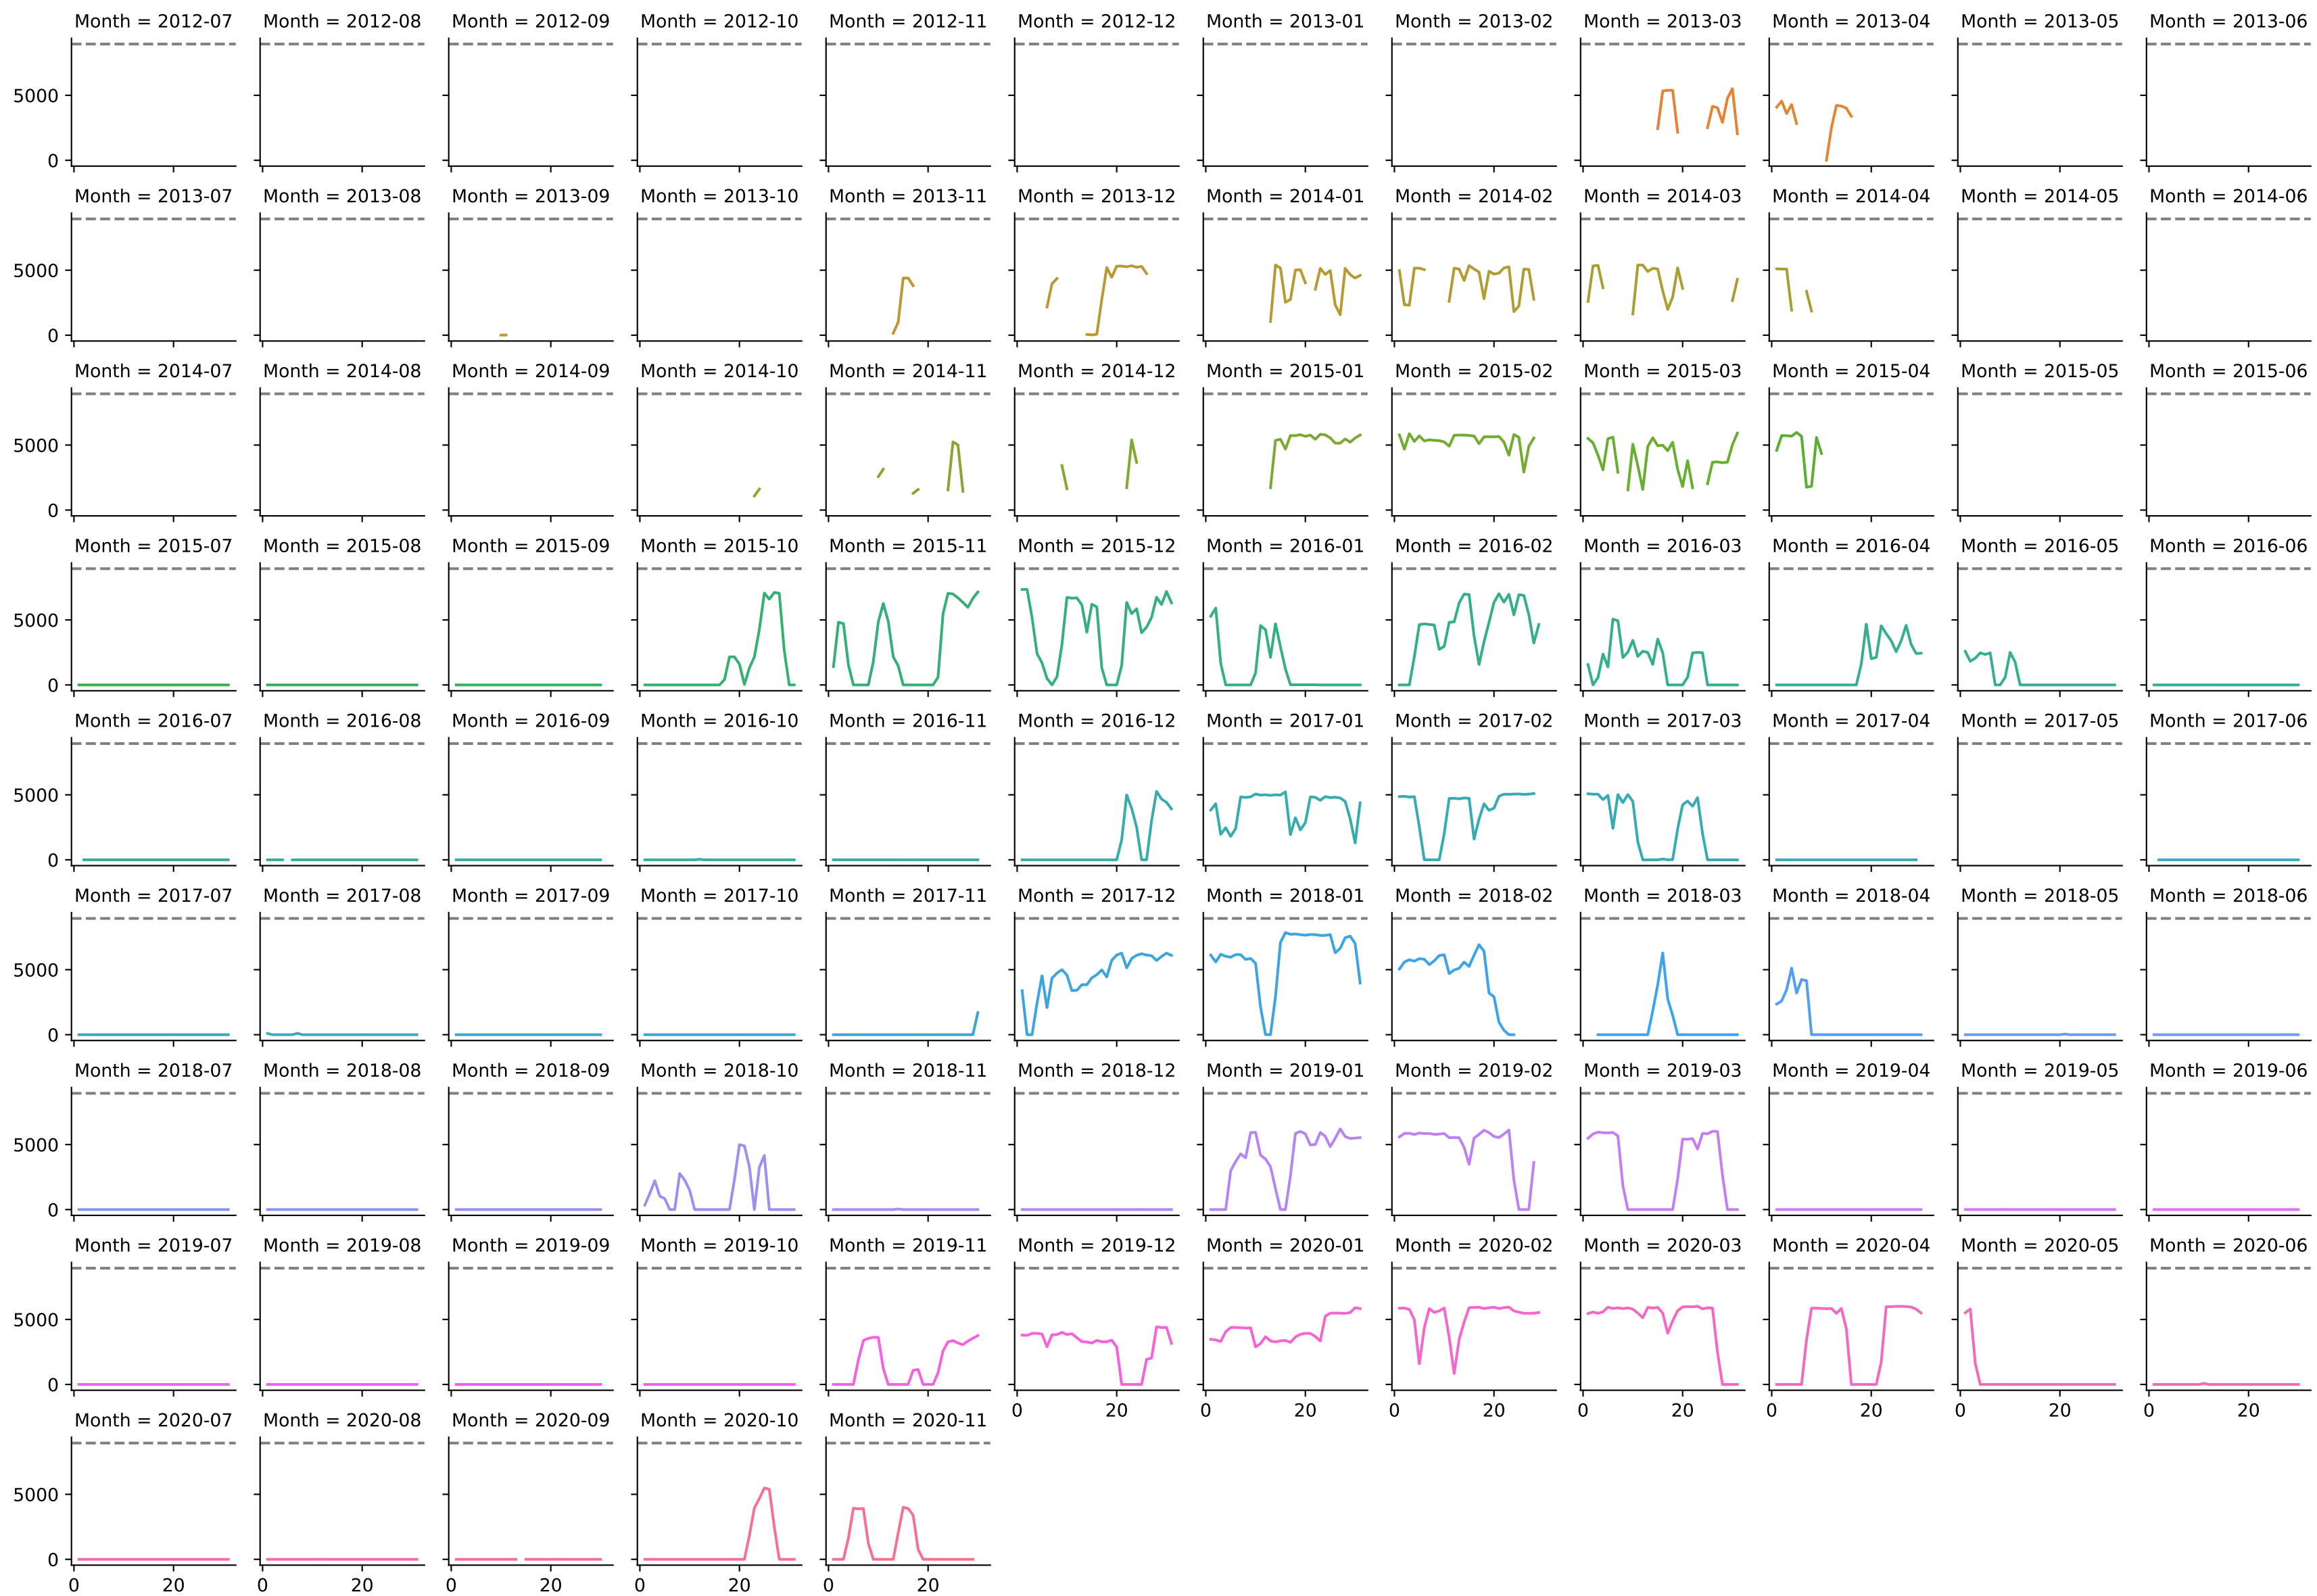 Month = 2012-07 Month = 2012-08 Month = 2012-09 Month = 2012-10 Month = 2012-11 Month = 2012-12 Month = 2013-01 Month = 2013-02 Month = 2013-03 Month = 2013-04 Month = 2013-05 Month = 2013-06
5000
0
Month = 2013-07 Month = 2013-08 Month = 2013-09 Month = 2013-10 Month = 2013-11 Month = 2013-12 Month = 2014-01 Month = 2014-02 Month = 2014-03 Month = 2014-04 Month = 2014-05 Month = 2014-06
5000
0
Month = 2014-07 Month = 2014-08 Month = 2014-09 Month = 2014-10 Month = 2014-11 Month = 2014-12 Month = 2015-01 Month = 2015-02 Month = 2015-03 Month = 2015-04 Month = 2015-05 Month = 2015-06
5000
0
Month = 2015-07 Month = 2015-08 Month = 2015-09 Month = 2015-10 Month = 2015-11 Month = 2015-12 Month = 2016-01 Month = 2016-02 Month = 2016-03 Month = 2016-04 Month = 2016-05 Month = 2016-06
5000
0
Month = 2016-07 Month = 2016-08 Month = 2016-09 Month = 2016-10 Month = 2016-11 Month = 2016-12 Month = 2017-01 Month = 2017-02 Month = 2017-03 Month = 2017-04 Month = 2017-05 Month = 2017-06
5000
0
Month = 2017-07 Month = 2017-08 Month = 2017-09 Month = 2017-10 Month = 2017-11 Month = 2017-12 Month = 2018-01 Month = 2018-02 Month = 2018-03 Month = 2018-04 Month = 2018-05 Month = 2018-06
5000
0
Month = 2018-07 Month = 2018-08 Month = 2018-09 Month = 2018-10 Month = 2018-11 Month = 2018-12 Month = 2019-01 Month = 2019-02 Month = 2019-03 Month = 2019-04 Month = 2019-05 Month = 2019-06
5000
0
Month = 2019-07 Month = 2019-08 Month = 2019-09 Month = 2019-10 Month = 2019-11 Month = 2019-12 Month = 2020-01 Month = 2020-02 Month = 2020-03 Month = 2020-04 Month = 2020-05 Month = 2020-06
5000
0
0 20 0 20 0 20 0 20 0 20 0 20 0 20
Month = 2020-07 Month = 2020-08 Month = 2020-09 Month = 2020-10 Month = 2020-11
5000
0
0 20 0 20 0 20 0 20 0 20